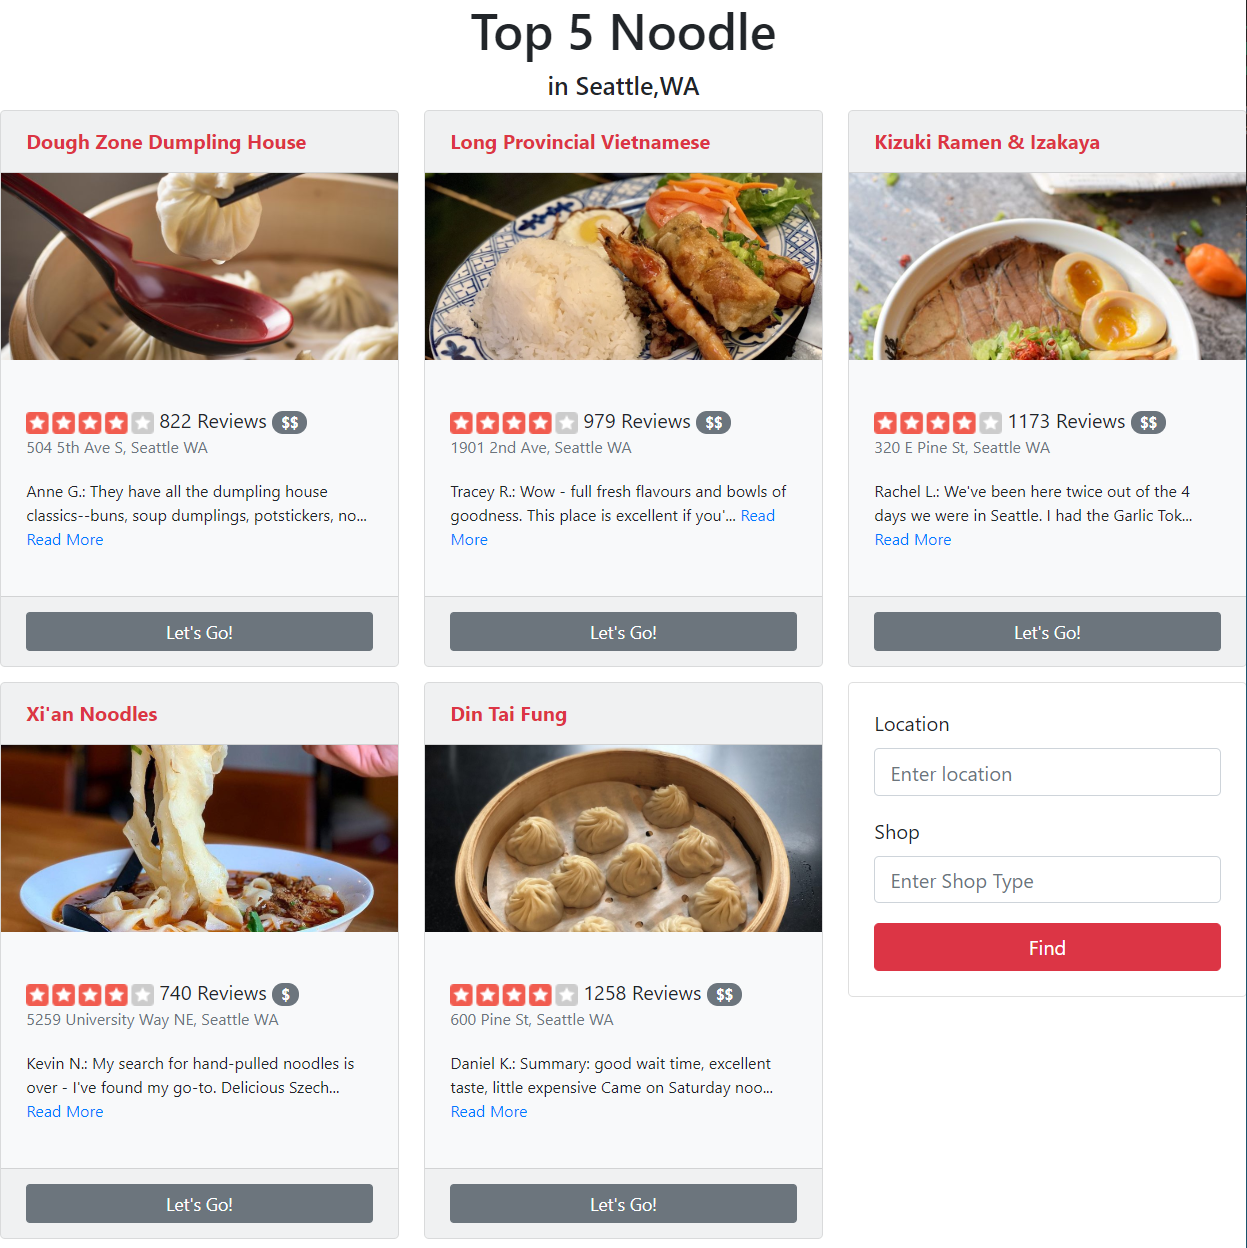 Top 5 Noodle
in Seattle,WA
Dough Zone Dumpling House
822 Reviews $$
504 5th Ave S, Seattle WA
Anne G.: They have all the dumpling house
classics--buns, soup dumplings, potstickers, no...
Read More
Let's Go!
Long Provincial Vietnamese
979 Reviews $$
1901 2nd Ave, Seattle WA
Tracey R.: Wow - full fresh flavours and bowls of
goodness. This place is excellent if you'... Read
More
Let's Go!
Kizuki Ramen & Izakaya
1173 Reviews $$
320 E Pine St, Seattle WA
Rachel L.: We've been here twice out of the 4
days we were in Seattle. I had the Garlic Tok...
Read More
Let's Go!
Xi'an Noodles
740 Reviews $
5259 University Way NE, Seattle WA
Kevin N.: My search for hand-pulled noodles is
over - I've found my go-to. Delicious Szech...
Read More
Let's Go!
Din Tai Fung
1258 Reviews $$
600 Pine St, Seattle WA
Daniel K.: Summary: good wait time, excellent
taste, little expensive Came on Saturday noo...
Read More
Let's Go!
Location
Enter location
Shop
Enter Shop Type
Find